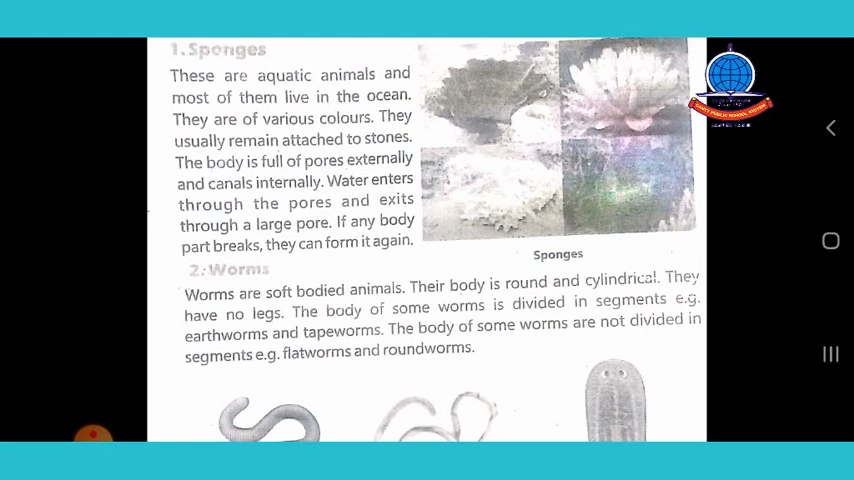 1. Sponges
These are aquatic animals and
most of them live in the ocean.
They are of various colours. They
usually remain attached to stones.
The body is full of pores externally
and canals internally. Water enters
through the pores and exits
through a large pore. If any body
part breaks, they can form it again.
Sponges
2. Worms
Worms are soft bodied animals. Their body is round and cylindrical. They
have no legs. The body of some worms is divided in segments e.g.
earthworms and tapeworms. The body of some worms are not divided in
segments e.g. flatworms and roundworms.
PUBLIC SCHOOL SYSTEM